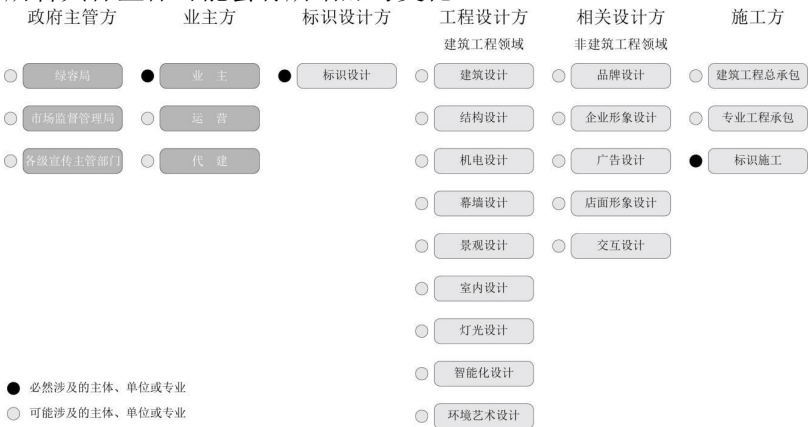 政府主管方 业主方 标识设计方 工程设计方 相关设计方 施工方
建筑工程领域 非建筑工程领域
绿容局 业 主 标识设计 建筑设计 品牌设计 建筑工程总承包
市场监督管理局 运 营 结构设计 企业形象设计 专业工程承包
各级宣传主管部门 代 建 机电设计 广告设计 标识施工
幕墙设计 店面形象设计
景观设计 交互设计
室内设计
灯光设计
智能化设计
必然涉及的主体、单位或专业
可能涉及的主体、单位或专业 环境艺术设计